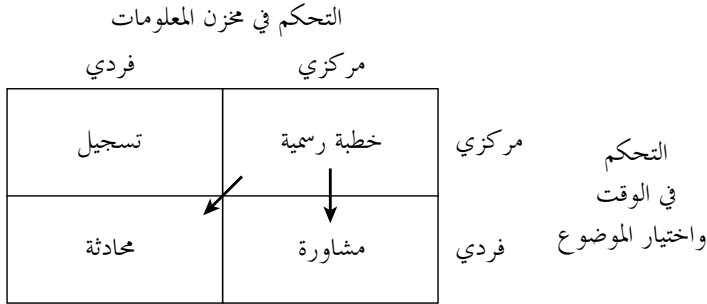 التحكم في مخزن المعلومات
مركزي
فردي
خطبة رسمية
تسجيل
مركزي
مشاورة
محادثة
فردي
التحكم
في الوقت
واختيار الموضوع